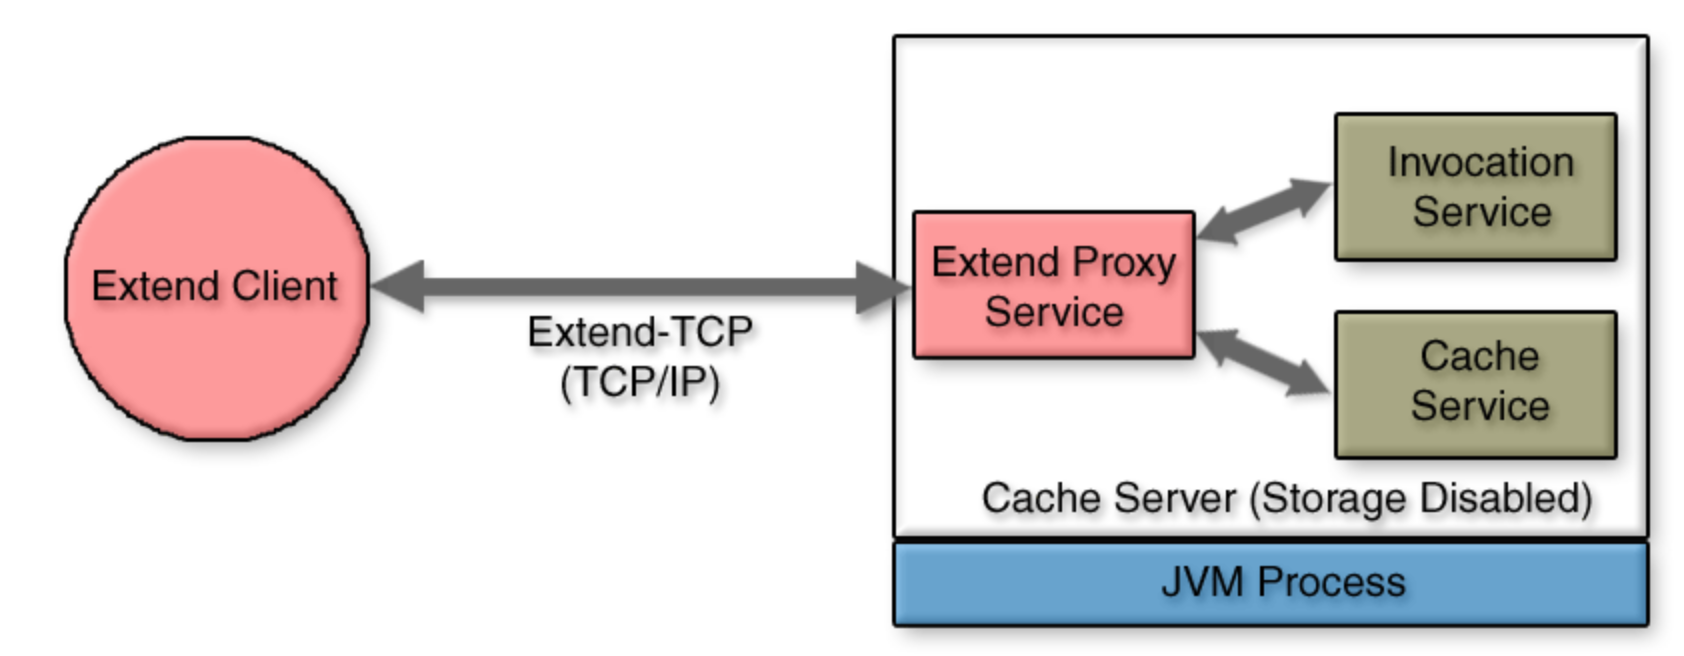 Extend Client
Extend-TCP
(TCP/IP)
Extend Proxy
Service
Invocation
Service
Cache
Service
Cache Server (Storage Disabled)
JVM Process